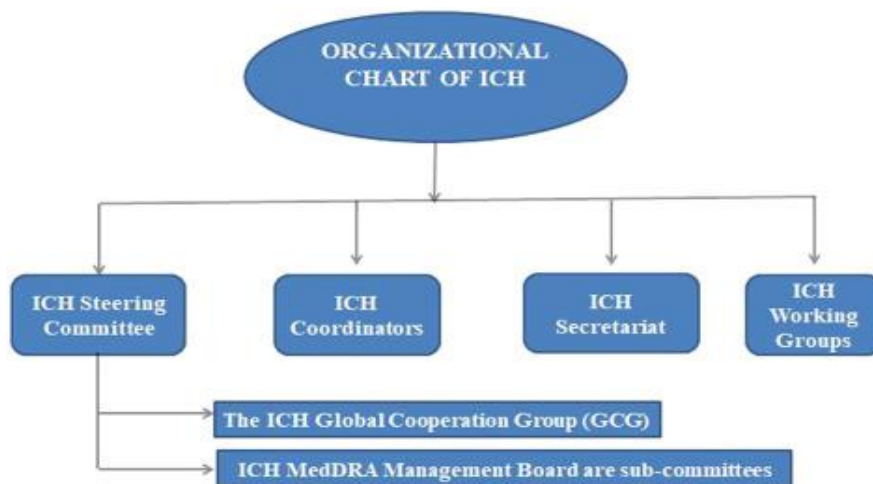 ORGANIZATIONAL
CHART OF ICH
ICH Steering
Committee
ICH
Coordinators
ICH
Secretariat
ICH
Working
Groups
The ICH Global Cooperation Group (GCG)
ICH MedDRA Management Board are sub-committees